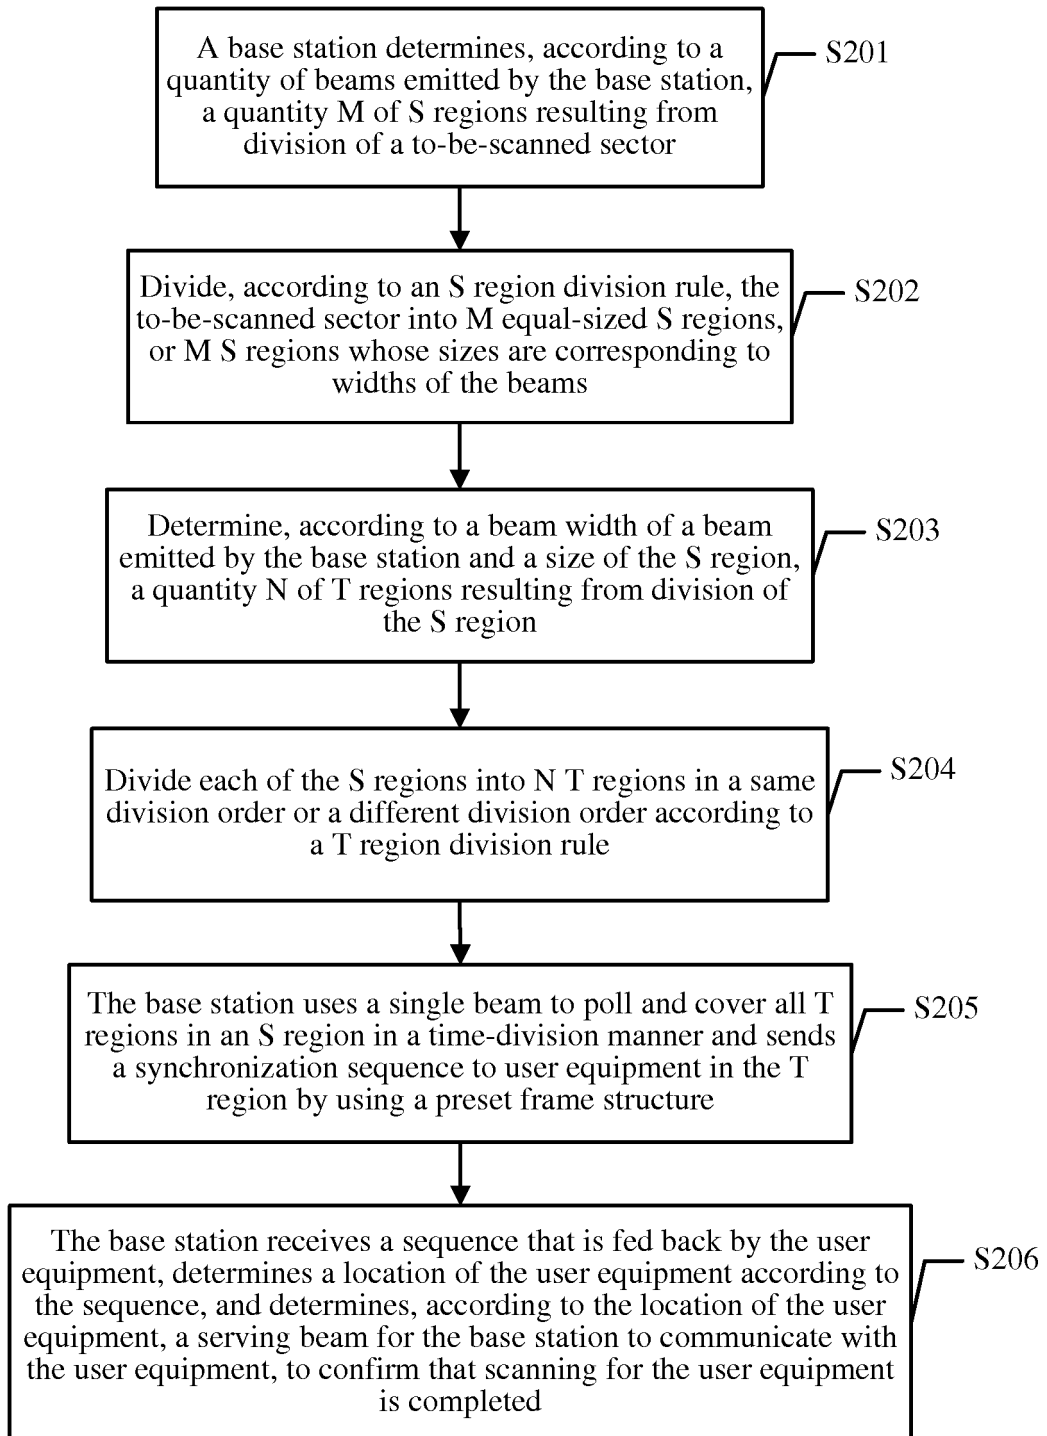 A base station determines, according to a
quantity of beams emitted by the base station,
a quantity M of S regions resulting from
division of a to-be-scanned sector
S201
Divide, according to an S region division rule, the
to-be-scanned sector into M equal-sized S regions,
or M S regions whose sizes are corresponding to
widths of the beams
S202
Determine, according to a beam width of a beam
emitted by the base station and a size of the S region,
a quantity N of T regions resulting from division of
the S region
S203
Divide each of the S regions into N T regions in a same
division order or a different division order according to
a T region division rule
S204
The base station uses a single beam to poll and cover all T
regions in an S region in a time-division manner and sends
a synchronization sequence to user equipment in the T
region by using a preset frame structure
S205
The base station receives a sequence that is fed back by the user
equipment, determines a location of the user equipment according to
the sequence, and determines, according to the location of the user
equipment, a serving beam for the base station to communicate with
the user equipment, to confirm that scanning for the user equipment
is completed
S206